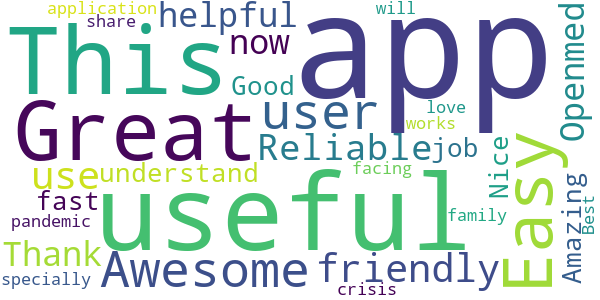 application
share
helpful
will
This
now
app
Openmed
Good
user
love
Great
works
Reliable
job
Easy
Nice
use
understand
facing
fast
useful
Amazing
Best
pandemic
family
Thank
Awesome
friendly
specially
crisis